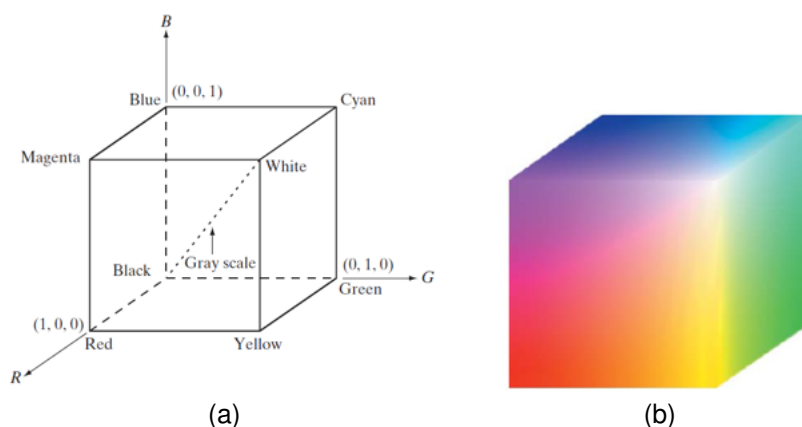 B
Blue (0, 0, 1)
Cyan
Magenta
White
Black
Gray scale
(0, 1, 0)
G
Green
(1, 0, 0)
Red
Yellow
R
(a)
(b)